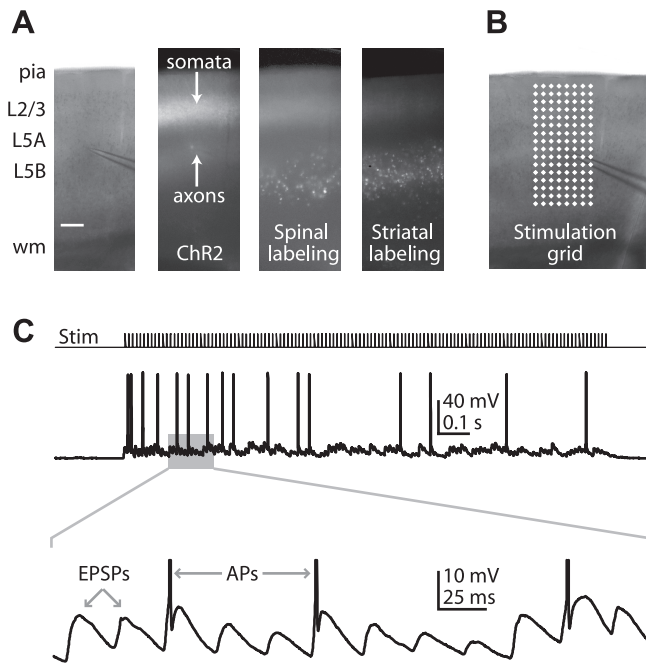 A
B
pia
L2/3
L5A
L5B
wm
somata
axons
ChR2
Spinal
labeling
Striatal
labeling
Stimulation
grid
C
Stim
40 mV
0.1 s
EPSPs
APs
10 mV
25 ms